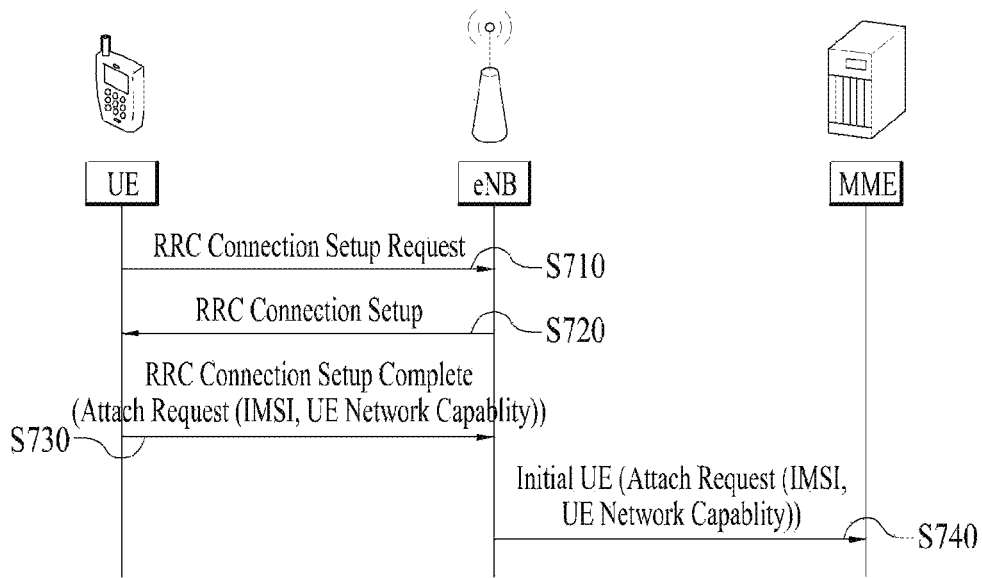 UE
eNB
MME
RRC Connection Setup Request
S710
RRC Connection Setup
S720
RRC Connection Setup Complete
(Attach Request (IMSI, UE Network Capablity))
S730
Initial UE (Attach Request (IMSI,
UE Network Capablity))
S740